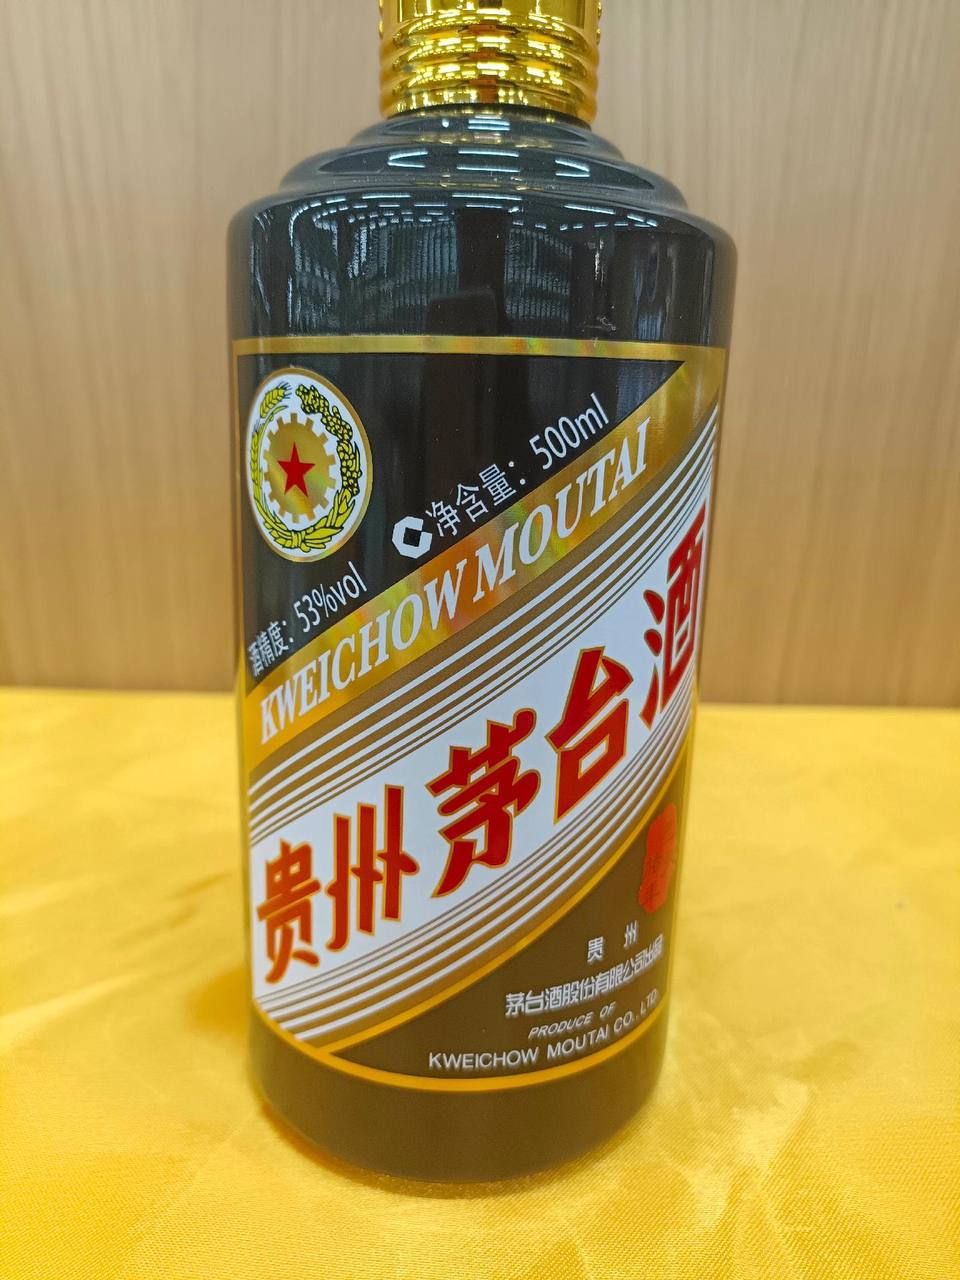 净含量：500ml
酒精度：53%vol
KWEICHOW MOUTAI
贵州茅台酒
贵州
茅台酒股份有限公司出品
PRODUCE OF
KWEICHOW MOUTAI CO., LTD.